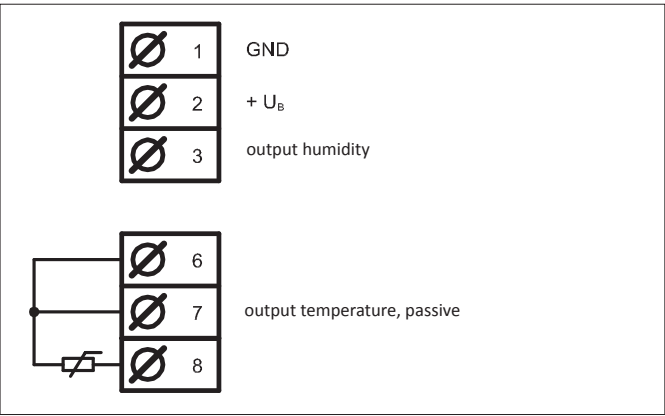 1 GND
2 + U_B
3 output humidity
6
7 output temperature, passive
8